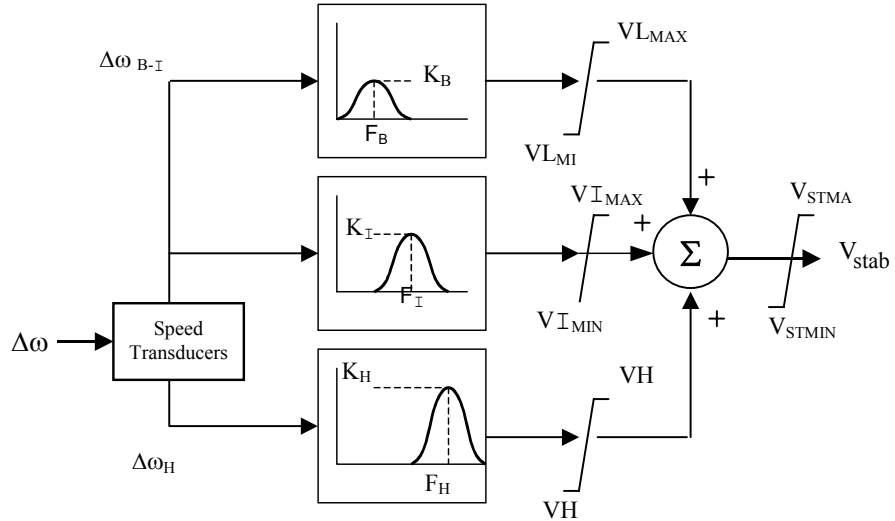 Δω B-I
K_B
F_B
VL_MAX
VL_MI
K_I
F_I
VI_MAX
VI_MIN
+
+
+
Σ
V_STMA
V_STMIN
V_stab
Δω
Speed
Transducers
Δω_H
K_H
F_H
VH
VH